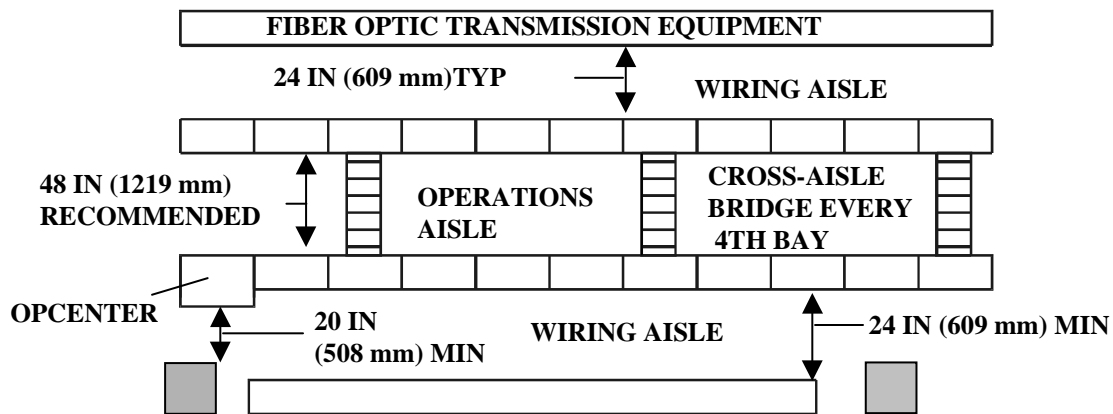 FIBER OPTIC TRANSMISSION EQUIPMENT
24 IN (609 mm)TYP
WIRING AISLE
48 IN (1219 mm)
RECOMMENDED
OPERATIONS
AISLE
CROSS-AISLE
BRIDGE EVERY
4TH BAY
OPCENTER
20 IN
(508 mm) MIN
WIRING AISLE
24 IN (609 mm) MIN